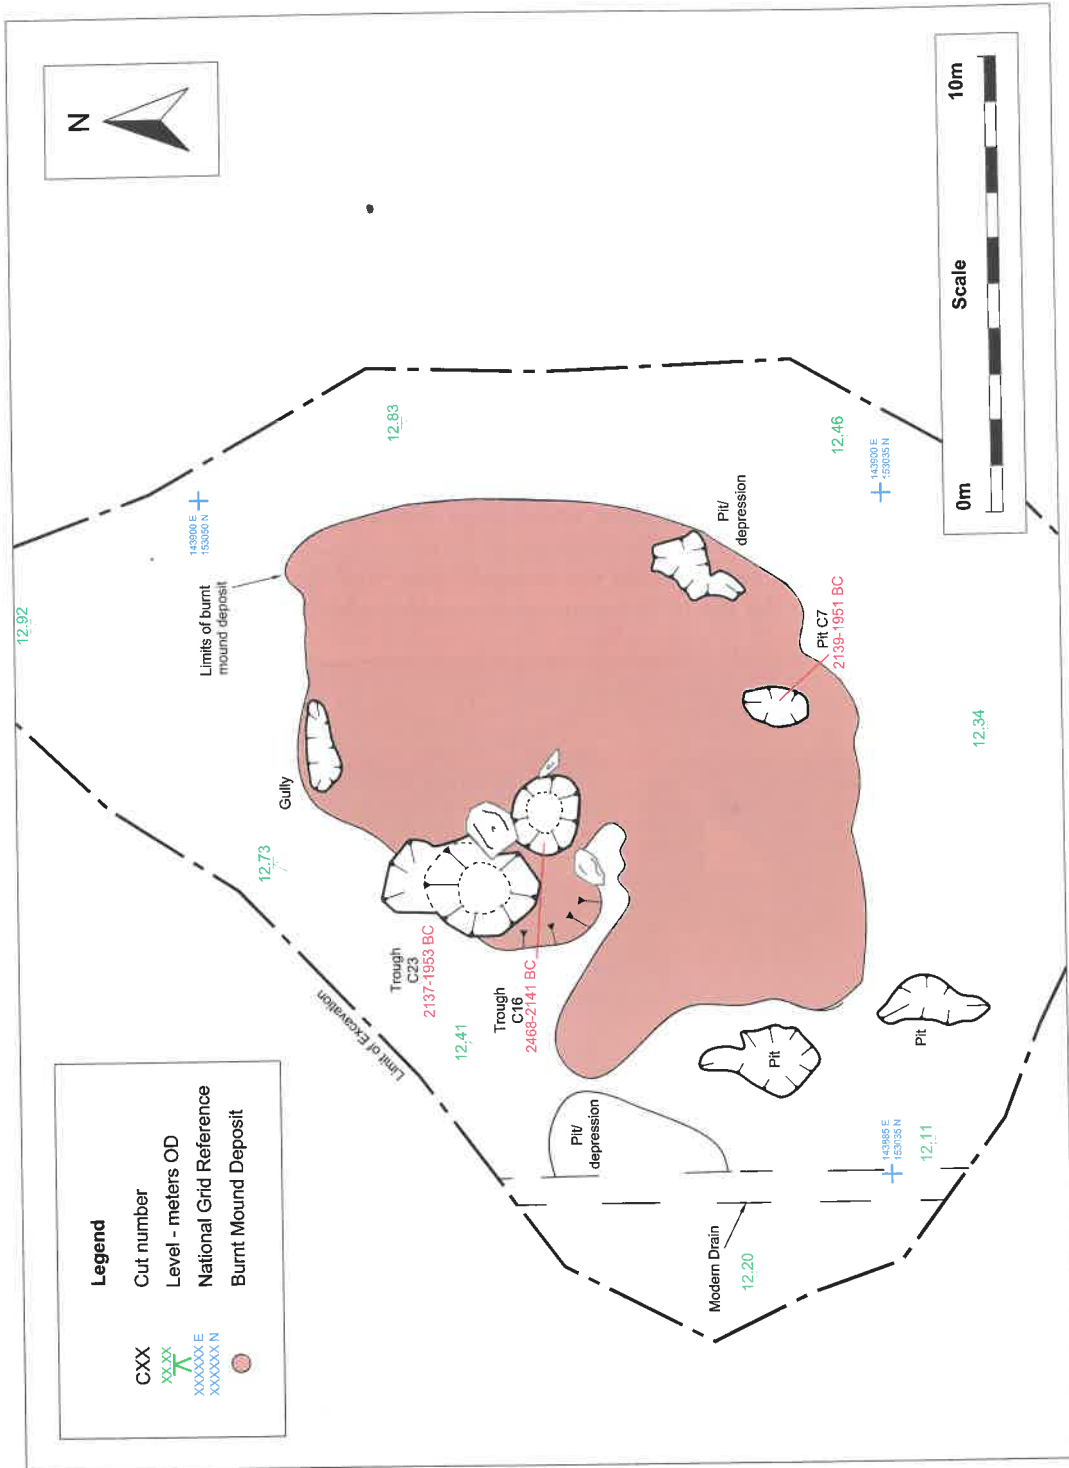 Legend
CXX Cut number
XX.XX Level - meters OD
XXXXXX E
XXXXXX N
National Grid Reference
Burnt Mound Deposit
N
12.92
143900 E
153050 N
Limits of burnt
mound deposit
12.73
Gully
12.83
Limit of Excavation
Trough
C23
2137-1953 BC
12.41
Trough
C16
2468-2141 BC
Pit/
depression
Pit/
depression
Pit C7
2139-1951 BC
12.46
143900 E
153035 N
12.34
Pit
Pit
Modern Drain
12.20
143885 E
153035 N
12.11
Scale
0m
10m